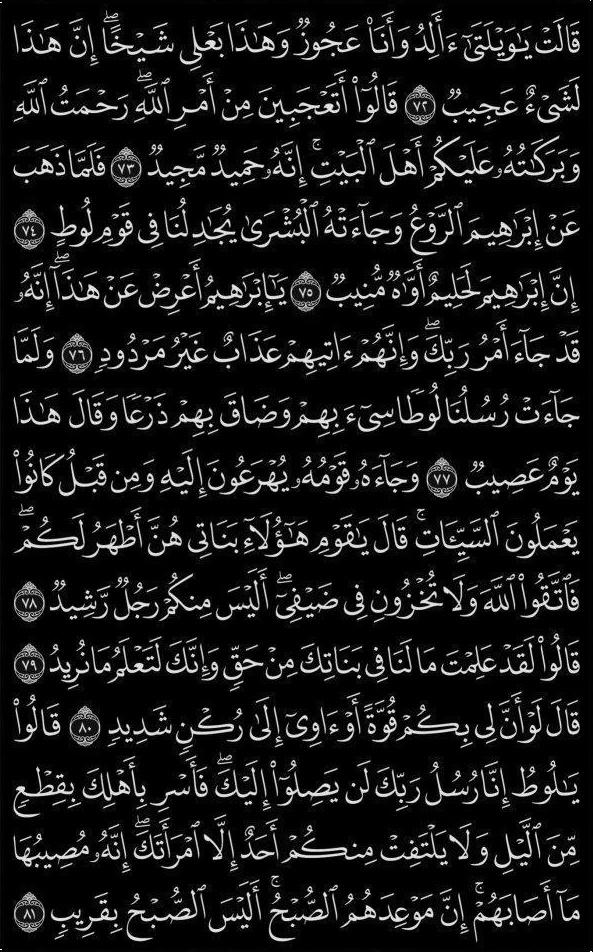 قَالَتْ يَٰوَيْلَتَىٰٓ ءَأَلِدُ وَأَنَا۠ عَجُوزٌ وَهَٰذَا بَعْلِى شَيْخًا ۖ إِنَّ هَٰذَا
لَشَىْءٌ عَجِيبٌ ٧٢ قَالُوٓا۟ أَتَعْجَبِينَ مِنْ أَمْرِ ٱللَّهِ ۖ رَحْمَتُ ٱللَّهِ
وَبَرَكَٰتُهُۥ عَلَيْكُمْ أَهْلَ ٱلْبَيْتِ ۚ إِنَّهُۥ حَمِيدٌ مَّجِيدٌ ٧٣ فَلَمَّا ذَهَبَ
عَنْ إِبْرَٰهِيمَ ٱلرَّوْعُ وَجَآءَتْهُ ٱلْبُشْرَىٰ يُجَٰدِلُنَا فِى قَوْمِ لُوطٍ ٧٤
إِنَّ إِبْرَٰهِيمَ لَحَلِيمٌ أَوَّٰهٌ مُّنِيبٌ ٧٥ يَٰٓإِبْرَٰهِيمُ أَعْرِضْ عَنْ هَٰذَآ ۖ إِنَّهُۥ
قَدْ جَآءَ أَمْرُ رَبِّكَ ۖ وَإِنَّهُمْ ءَاتِيهِمْ عَذَابٌ غَيْرُ مَرْدُودٍ ٧٦ وَلَمَّا
جَآءَتْ رُسُلُنَا لُوطًا سِىٓءَ بِهِمْ وَضَاقَ بِهِمْ ذَرْعًا وَقَالَ هَٰذَا
يَوْمٌ عَصِيبٌ ٧٧ وَجَآءَهُۥ قَوْمُهُۥ يُهْرَعُونَ إِلَيْهِ وَمِن قَبْلُ كَانُوا۟
يَعْمَلُونَ ٱلسَّيِّـَٔاتِ ۚ قَالَ يَٰقَوْمِ هَٰٓؤُلَآءِ بَنَاتِى هُنَّ أَطْهَرُ لَكُمْ ۖ
فَٱتَّقُوا۟ ٱللَّهَ وَلَا تُخْزُونِ فِى ضَيْفِىٓ ۖ أَلَيْسَ مِنكُمْ رَجُلٌ رَّشِيدٌ ٧٨
قَالُوا۟ لَقَدْ عَلِمْتَ مَا لَنَا فِى بَنَاتِكَ مِنْ حَقٍّ وَإِنَّكَ لَتَعْلَمُ مَا نُرِيدُ ٧٩
قَالَ لَوْ أَنَّ لِى بِكُمْ قُوَّةً أَوْ ءَاوِىٓ إِلَىٰ رُكْنٍ شَدِيدٍ ٨٠ قَالُوا۟
يَٰلُوطُ إِنَّا رُسُلُ رَبِّكَ لَن يَصِلُوٓا۟ إِلَيْكَ ۖ فَأَسْرِ بِأَهْلِكَ بِقِطْعٍ
مِّنَ ٱلَّيْلِ وَلَا يَلْتَفِتْ مِنكُمْ أَحَدٌ إِلَّا ٱمْرَأَتَكَ ۖ إِنَّهُۥ مُصِيبُهَا
مَآ أَصَابَهُمْ ۚ إِنَّ مَوْعِدَهُمُ ٱلصُّبْحُ ۚ أَلَيْسَ ٱلصُّبْحُ بِقَرِيبٍ ٨١